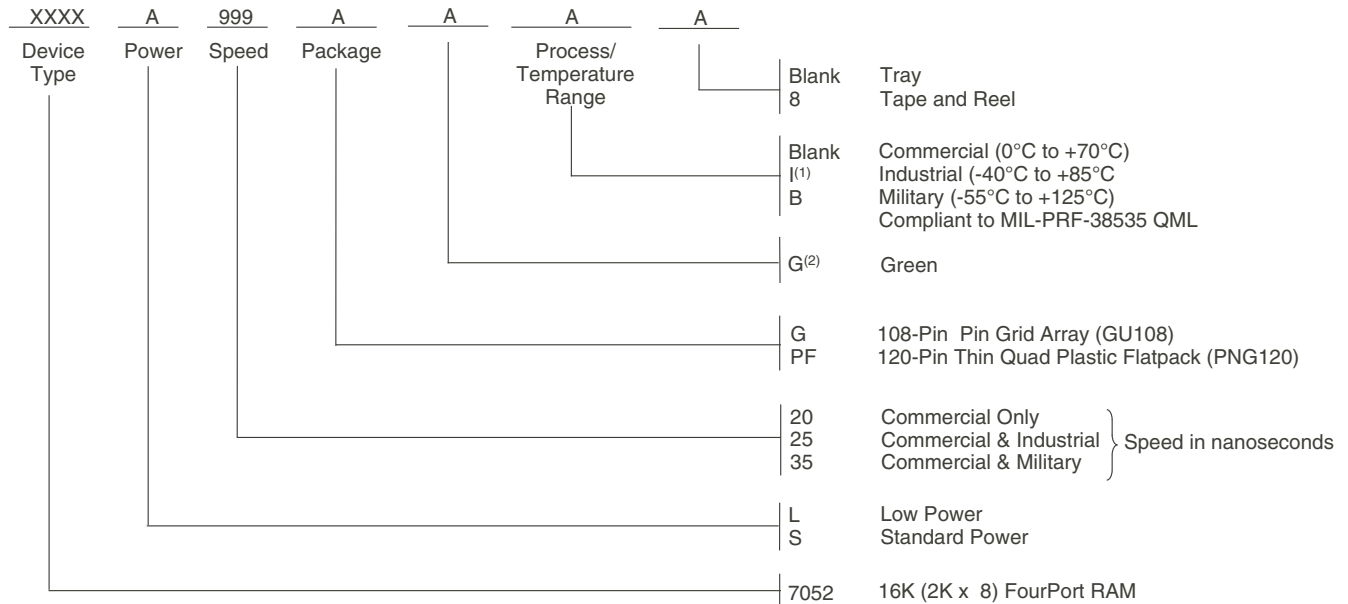 XXXX A 999 A A A A
Device Type Power Speed Package Process/ Temperature Range
Blank Tray
8 Tape and Reel
Blank Commercial (0°C to +70°C)
I(1) Industrial (-40°C to +85°C
B Military (-55°C to +125°C)
Compliant to MIL-PRF-38535 QML
G(2) Green
G 108-Pin Pin Grid Array (GU108)
PF 120-Pin Thin Quad Plastic Flatpack (PNG120)
20 Commercial Only
25 Commercial & Industrial Speed in nanoseconds
35 Commercial & Military
L Low Power
S Standard Power
7052 16K (2K x 8) FourPort RAM